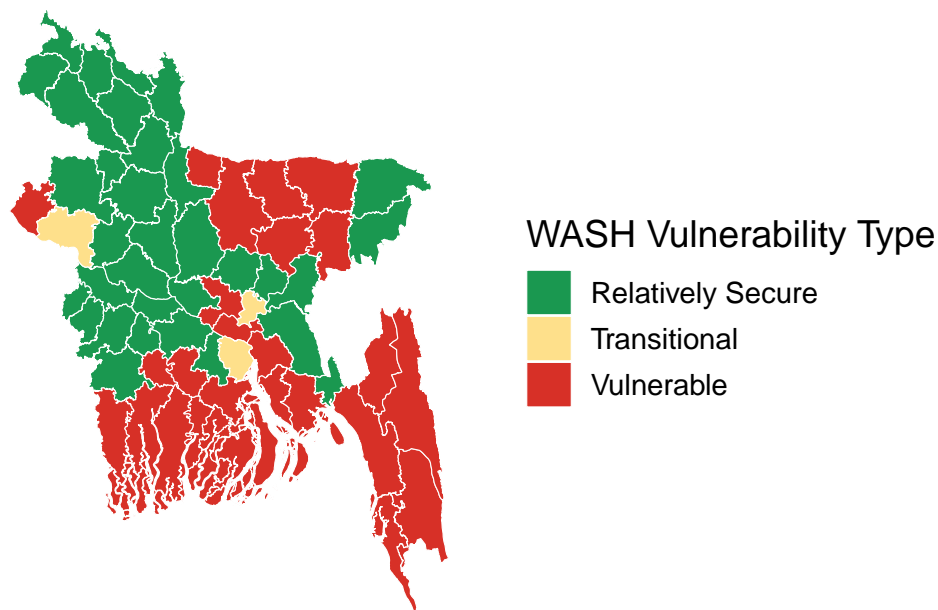 WASH Vulnerability Type
Relatively Secure
Transitional
Vulnerable